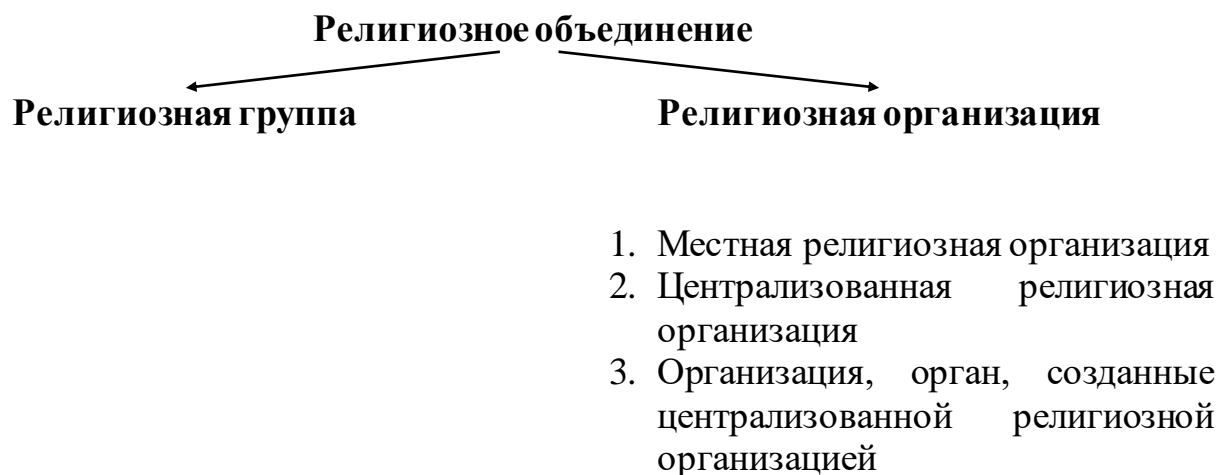 Религиозное объединение
Религиозная группа
Религиозная организация
1. Местная религиозная организация
2. Централизованная религиозная
организация
3. Организация, орган, созданные
централизованной религиозной
организацией